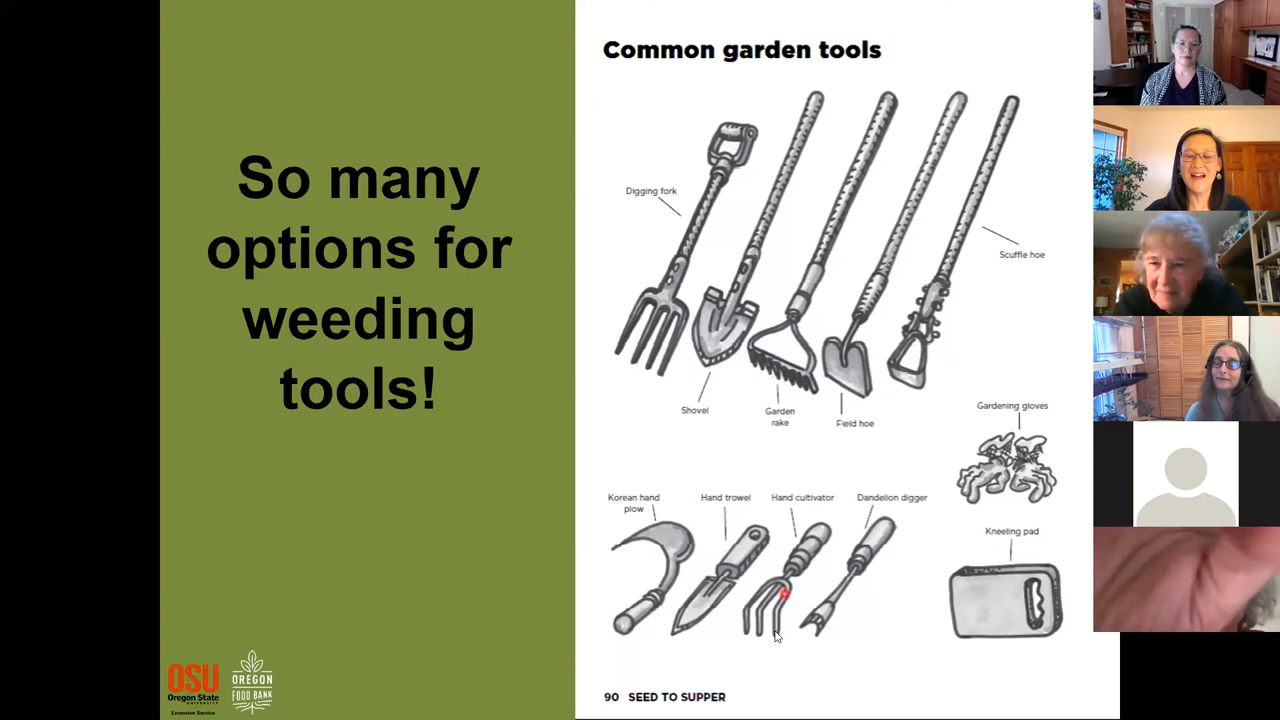 So many
options for
weeding
tools!
OSU
Oregon State
UNIVERSITY
Extension Service
OREGON
FOOD BANK
Common garden tools
Digging fork
Scuffle hoe
Shovel
Garden
rake
Field hoe
Gardening gloves
Korean hand
plow
Hand trowel
Hand cultivator
Dandelion digger
Kneeling pad
90 SEED TO SUPPER